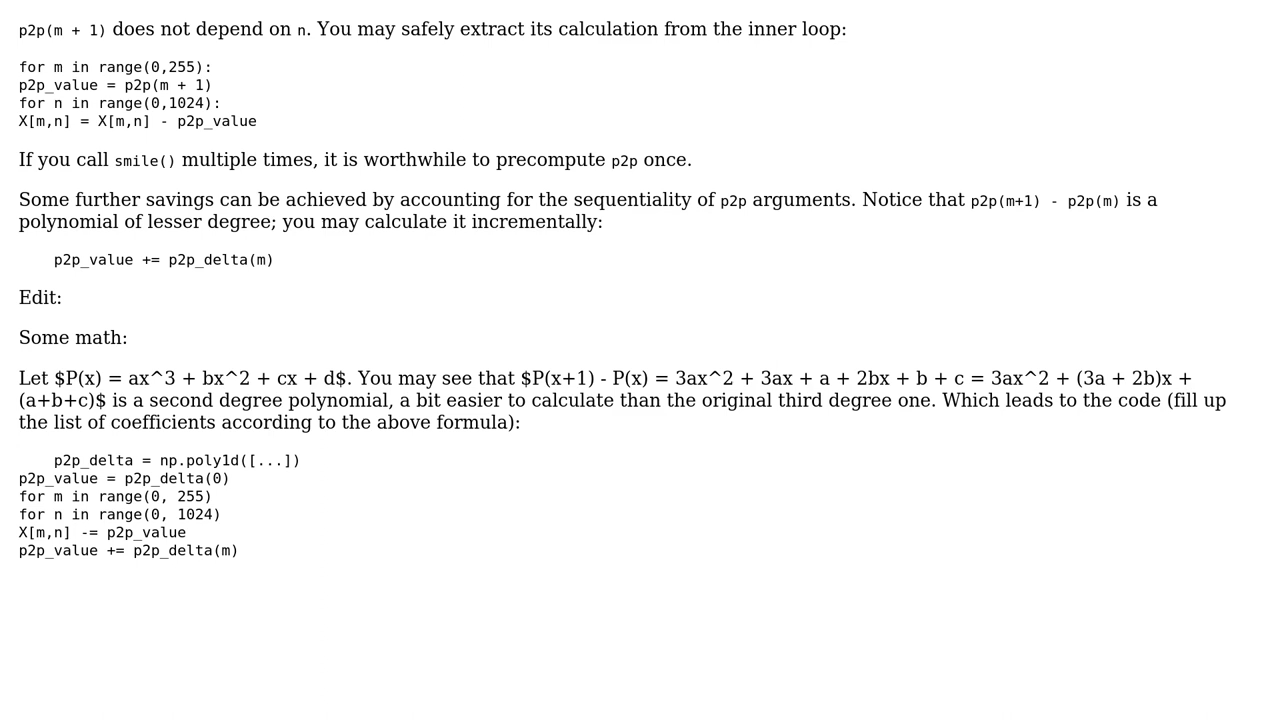 p2p(m + 1) does not depend on n. You may safely extract its calculation from the inner loop:
for m in range(0,255):
p2p_value = p2p(m + 1)
for n in range(0,1024):
X[m,n] = X[m,n] - p2p_value
If you call smile() multiple times, it is worthwhile to precompute p2p once.
Some further savings can be achieved by accounting for the sequentiality of p2p arguments. Notice that p2p(m+1) - p2p(m) is a
polynomial of lesser degree; you may calculate it incrementally:
    p2p_value += p2p_delta(m)
Edit:
Some math:
Let $P(x) = ax^3 + bx^2 + cx + d$. You may see that $P(x+1) - P(x) = 3ax^2 + 3ax + a + 2bx + b + c = 3ax^2 + (3a + 2b)x +
(a+b+c)$ is a second degree polynomial, a bit easier to calculate than the original third degree one. Which leads to the code (fill up
the list of coefficients according to the above formula):
    p2p_delta = np.poly1d([...])
p2p_value = p2p_delta(0)
for m in range(0, 255)
for n in range(0, 1024)
X[m,n] -= p2p_value
p2p_value += p2p_delta(m)